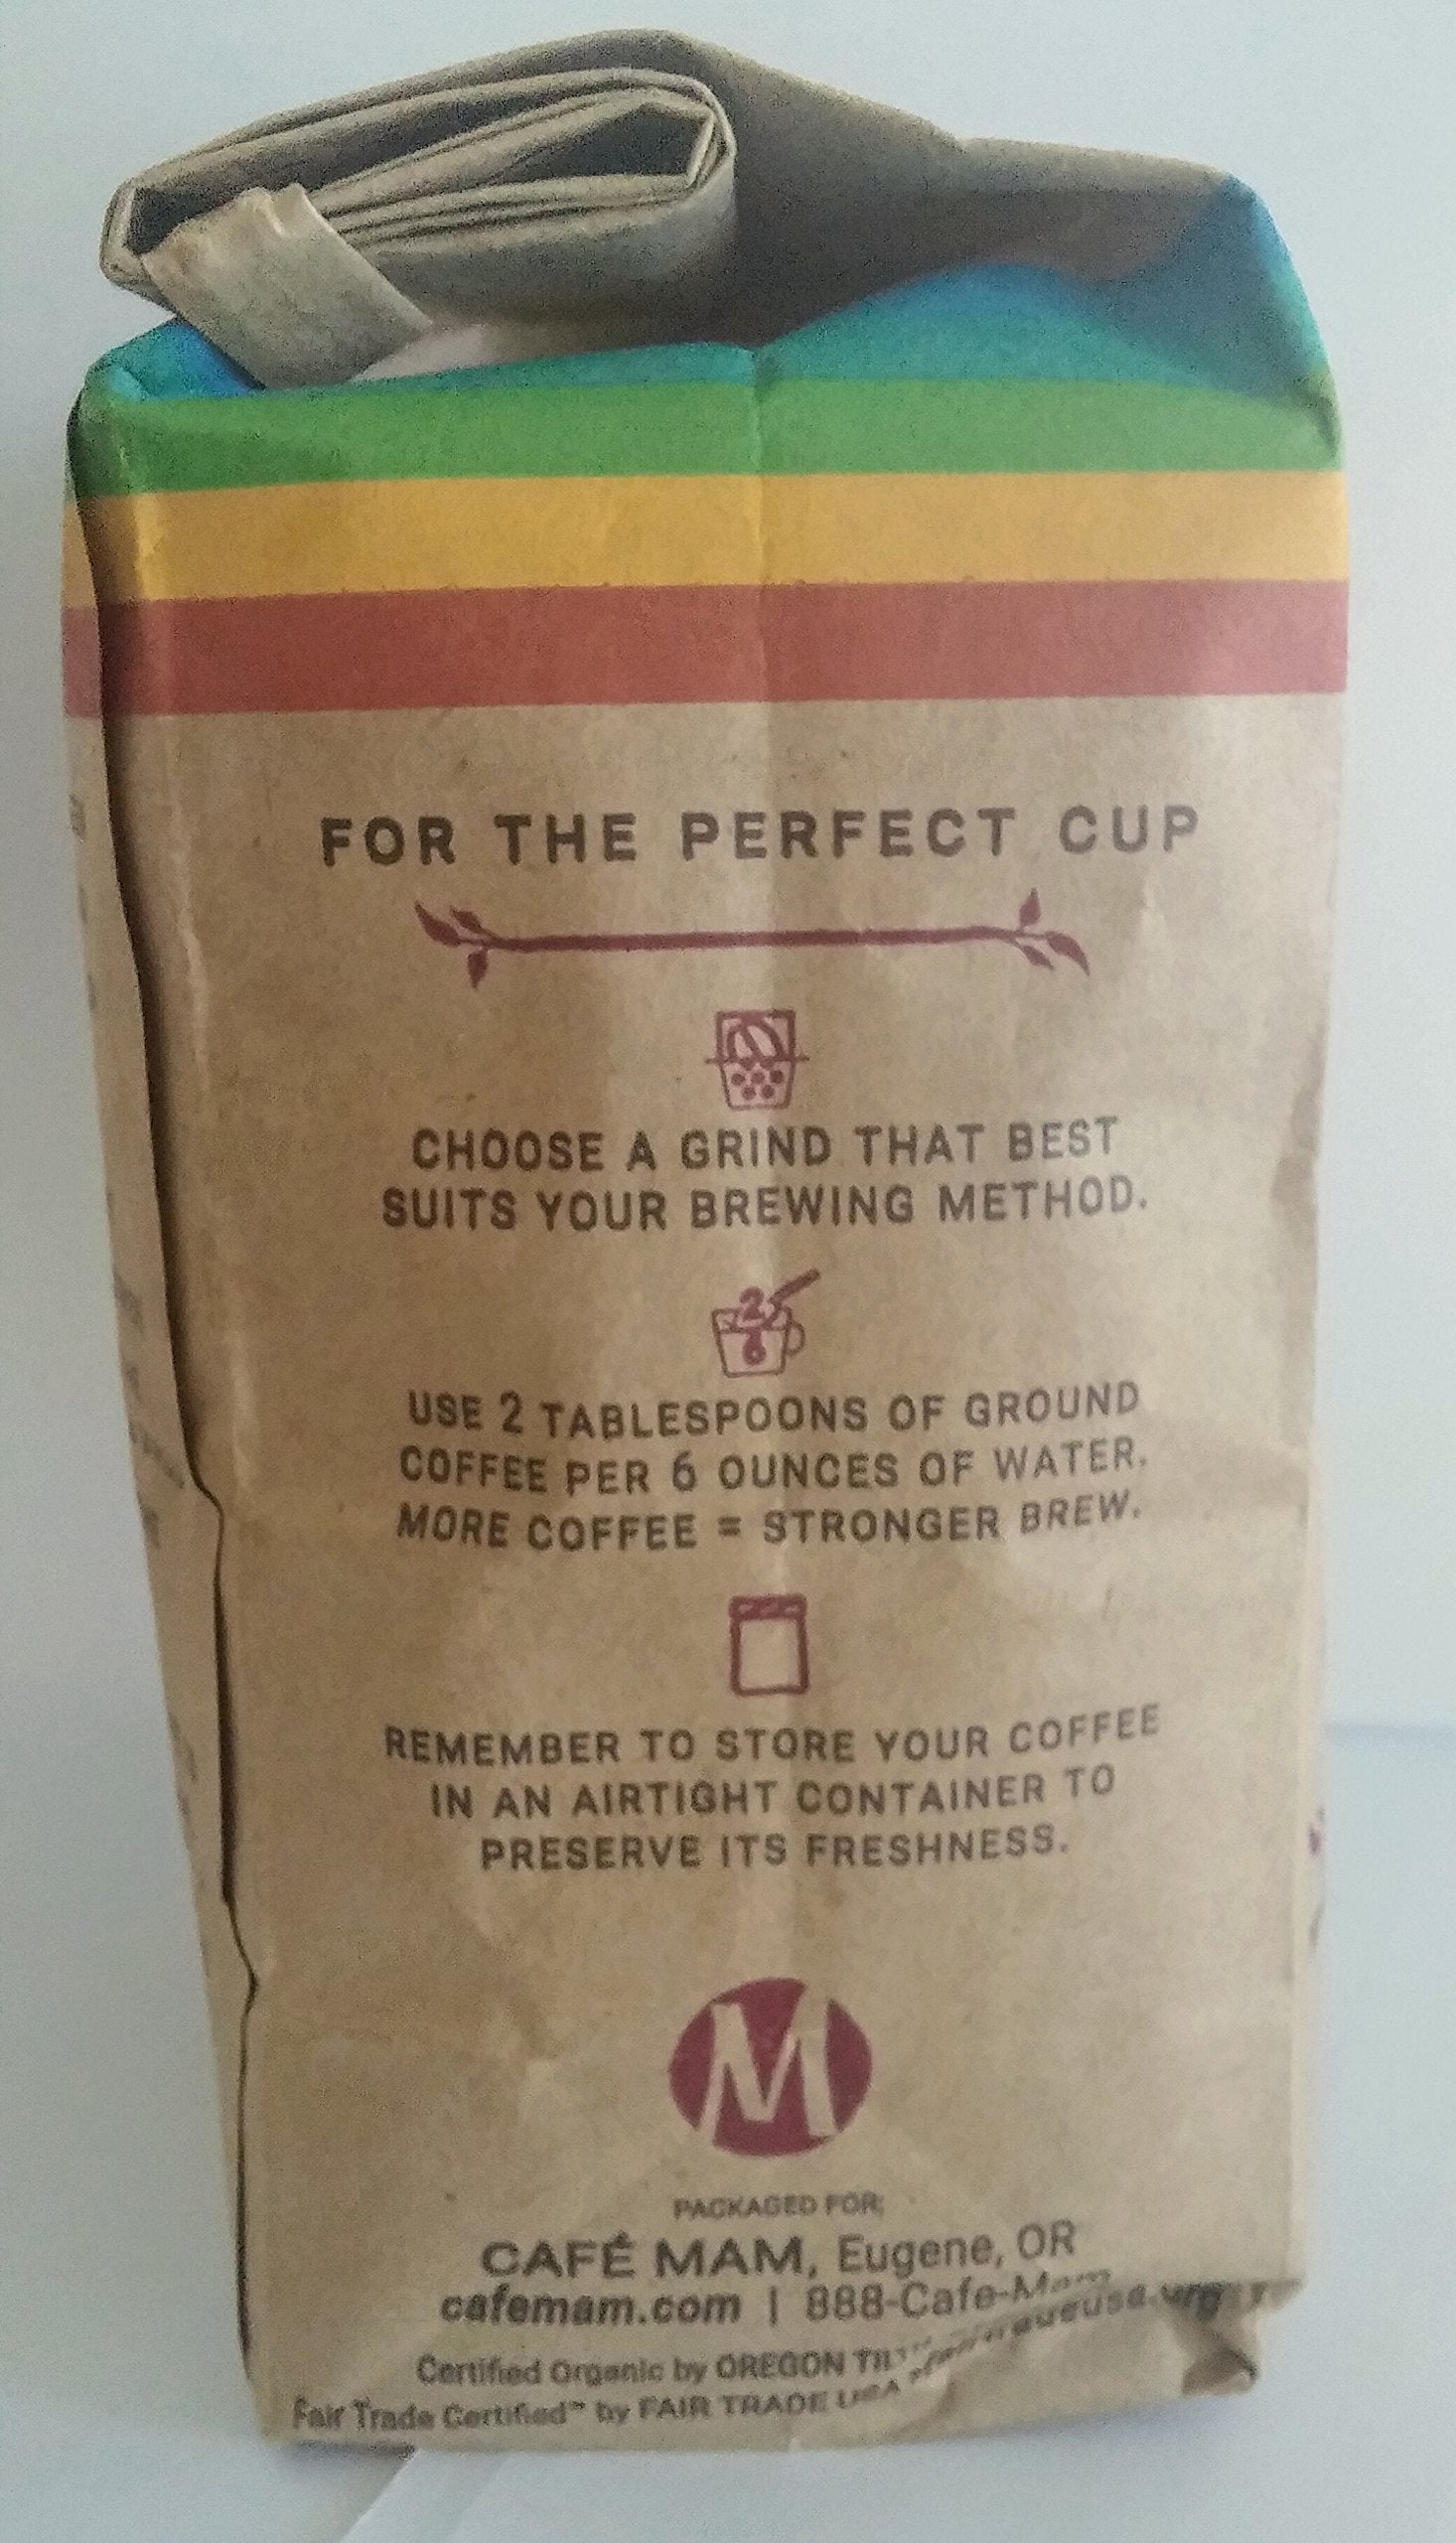 FOR THE PERFECT CUP
CHOOSE A GRIND THAT BEST
SUITS YOUR BREWING METHOD.
2
6
USE 2 TABLESPOONS OF GROUND
COFFEE PER 6 OUNCES OF WATER.
MORE COFFEE = STRONGER BREW.
REMEMBER TO STORE YOUR COFFEE
IN AN AIRTIGHT CONTAINER TO
PRESERVE ITS FRESHNESS.
M
PACKAGED FOR:
CAFÉ MAM, Eugene, OR
cafemam.com | 888-Cafe-Mam
Certified Organic by OREGON
Fair Trade Certified™ by FAIR TRADE USA